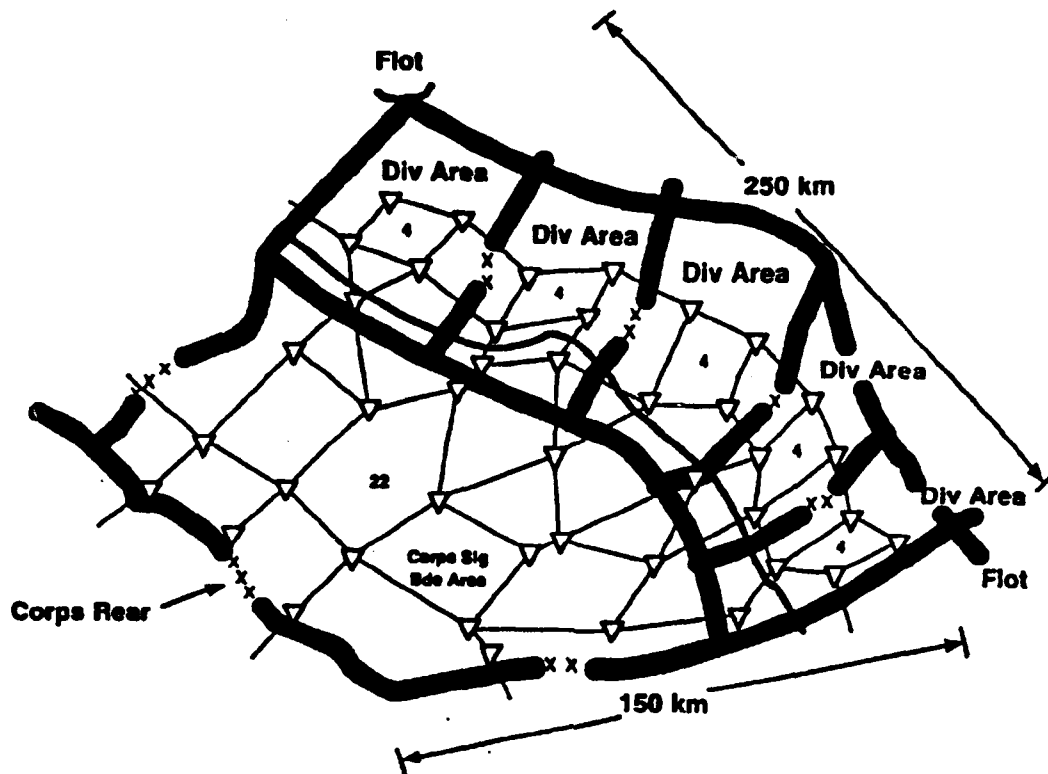 Flot
Div Area
250 km
4
Div Area
Div Area
4
4
Div Area
x x
x x
x x x
x
x x x
22
4
x x
Div Area
Corps Sig
Bde Area
4
Flot
x x x
Corps Rear
x x
150 km